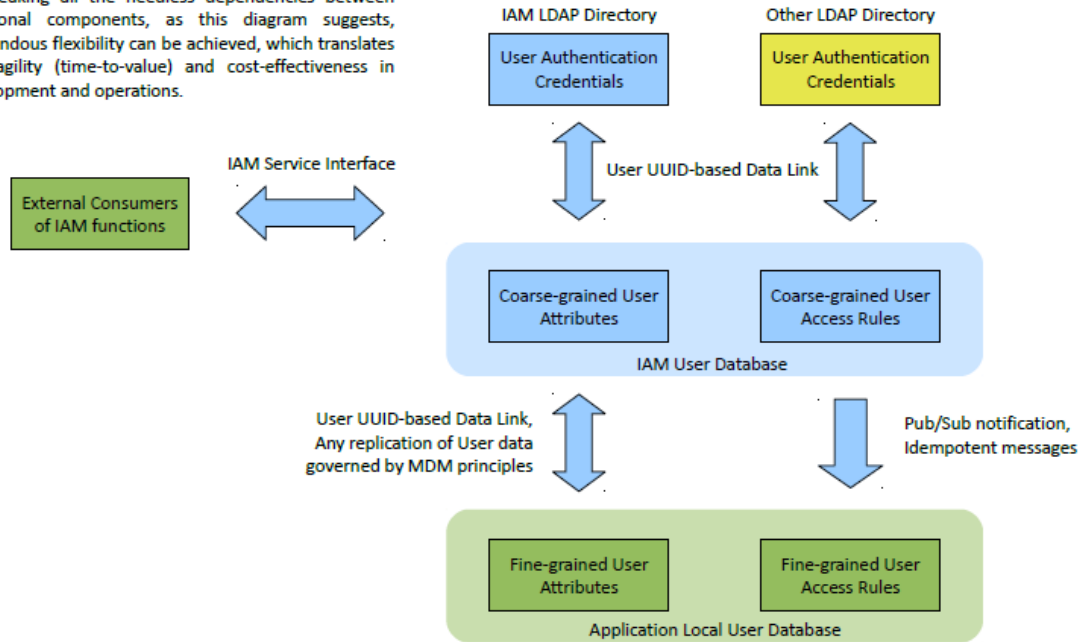 onal components, as this diagram suggests,
flexibility can be achieved, which translates
agility (time-to-value) and cost-effectiveness in
and operations.
IAM LDAP Directory
Other LDAP Directory
User Authentication
Credentials
User Authentication
Credentials
User UUID-based Data Link
IAM Service Interface
External Consumers
of IAM functions
Coarse-grained User
Attributes
Coarse-grained User
Access Rules
IAM User Database
User UUID-based Data Link,
Any replication of User data
governed by MDM principles
Pub/Sub notification,
Idempotent messages
Fine-grained User
Attributes
Fine-grained User
Access Rules
Application Local User Database